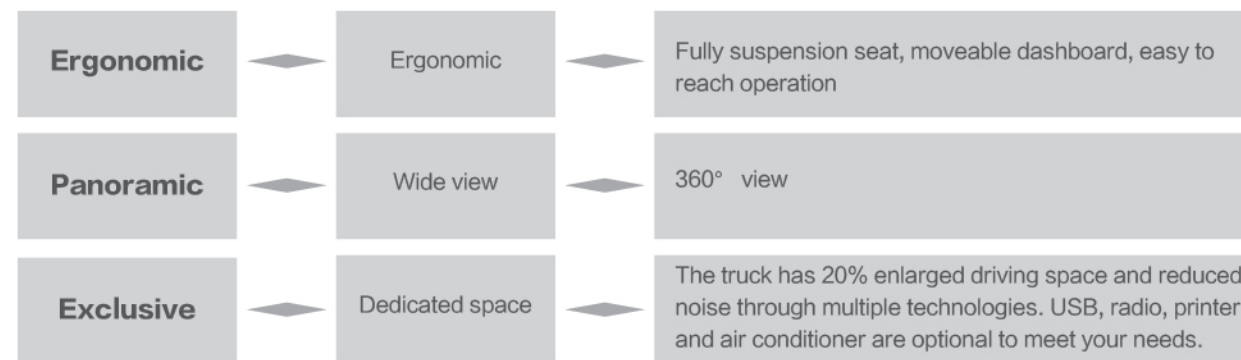 Ergonomic
Ergonomic
Fully suspension seat, moveable dashboard, easy to
reach operation
Panoramic
Wide view
360° view
Exclusive
Dedicated space
The truck has 20% enlarged driving space and reduced
noise through multiple technologies. USB, radio, printer
and air conditioner are optional to meet your needs.